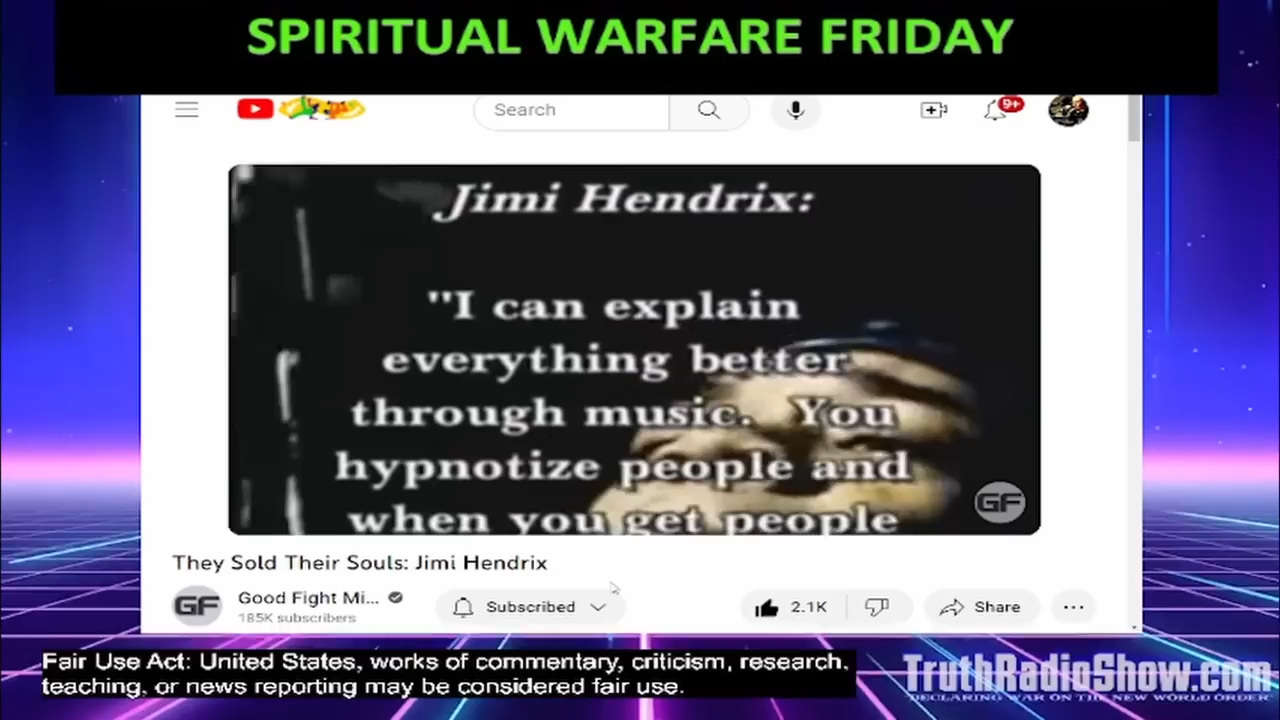 SPIRITUAL WARFARE FRIDAY
Search
9+
Jimi Hendrix:
"I can explain
everything better
through music. You
hypnotize people and
when you get people
GF
They Sold Their Souls: Jimi Hendrix
GF
Good Fight Mi...
185K subscribers
Subscribed
2.1K
Share
Fair Use Act: United States, works of commentary, criticism, research,
teaching, or news reporting may be considered fair use.
TruthRadioShow.com
DECLARING WAR ON THE NEW WORLD ORDER